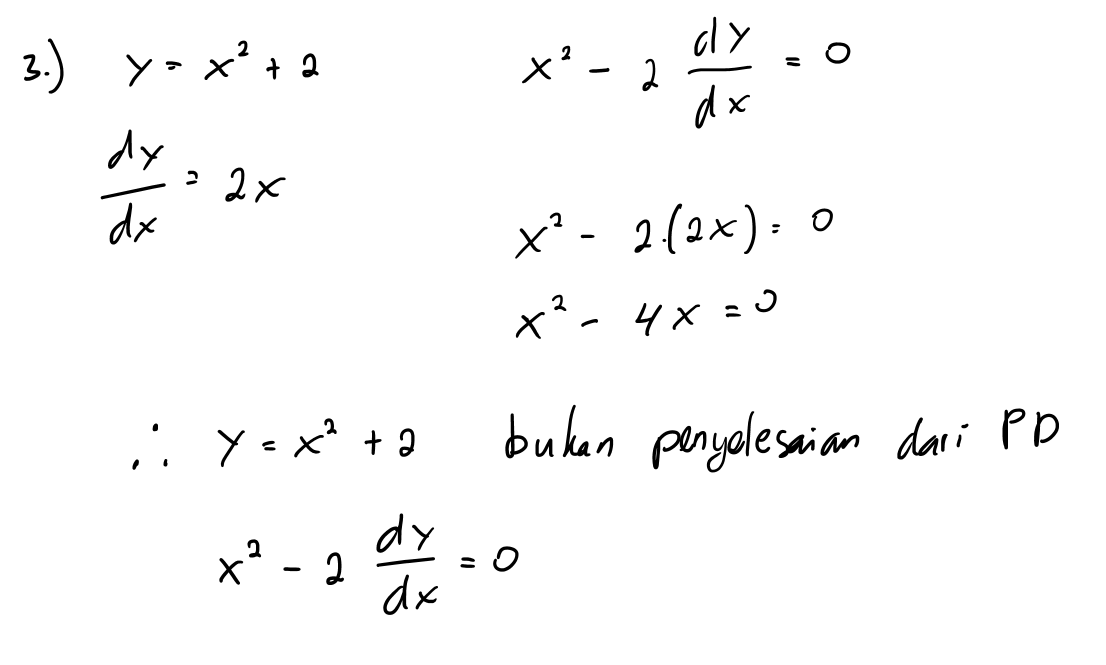 3.) y = x² + 2
dy/dx = 2x
x² - 2 dy/dx = 0
x² - 2.(2x) = 0
x² - 4x = 0
∴ y = x² + 2 bukan penyelesaian dari PD
x² - 2 dy/dx = 0